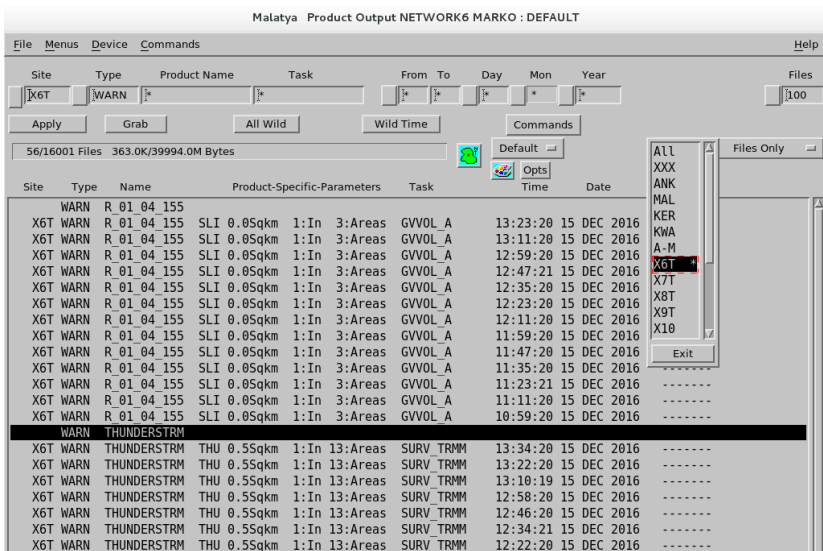 Malatya Product Output NETWORK6 MARKO : DEFAULT
File Menus Device Commands Help
Site Type Product Name Task From To Day Mon Year Files
X6T WARN * * * * * * * 100
Apply Grab All Wild Wild Time Commands
56/16001 Files 363.0K/39994.0M Bytes Default Files Only
Opts
Site Type Name Product-Specific-Parameters Task Time Date
WARN R_01_04_155
X6T WARN R_01_04_155 SLI 0.0Sqkm 1:In 3:Areas GVVOL_A 13:23:20 15 DEC 2016
X6T WARN R_01_04_155 SLI 0.0Sqkm 1:In 3:Areas GVVOL_A 13:11:20 15 DEC 2016
X6T WARN R_01_04_155 SLI 0.0Sqkm 1:In 3:Areas GVVOL_A 12:59:20 15 DEC 2016
X6T WARN R_01_04_155 SLI 0.0Sqkm 1:In 3:Areas GVVOL_A 12:47:21 15 DEC 2016
X6T WARN R_01_04_155 SLI 0.0Sqkm 1:In 3:Areas GVVOL_A 12:35:20 15 DEC 2016
X6T WARN R_01_04_155 SLI 0.0Sqkm 1:In 3:Areas GVVOL_A 12:23:20 15 DEC 2016
X6T WARN R_01_04_155 SLI 0.0Sqkm 1:In 3:Areas GVVOL_A 12:11:20 15 DEC 2016
X6T WARN R_01_04_155 SLI 0.0Sqkm 1:In 3:Areas GVVOL_A 11:59:20 15 DEC 2016
X6T WARN R_01_04_155 SLI 0.0Sqkm 1:In 3:Areas GVVOL_A 11:47:20 15 DEC 2016
X6T WARN R_01_04_155 SLI 0.0Sqkm 1:In 3:Areas GVVOL_A 11:35:20 15 DEC 2016 -------
X6T WARN R_01_04_155 SLI 0.0Sqkm 1:In 3:Areas GVVOL_A 11:23:21 15 DEC 2016 -------
X6T WARN R_01_04_155 SLI 0.0Sqkm 1:In 3:Areas GVVOL_A 11:11:20 15 DEC 2016 -------
X6T WARN R_01_04_155 SLI 0.0Sqkm 1:In 3:Areas GVVOL_A 10:59:20 15 DEC 2016 -------
WARN THUNDERSTRM
X6T WARN THUNDERSTRM THU 0.5Sqkm 1:In 13:Areas SURV_TRMM 13:34:20 15 DEC 2016 -------
X6T WARN THUNDERSTRM THU 0.5Sqkm 1:In 13:Areas SURV_TRMM 13:22:20 15 DEC 2016 -------
X6T WARN THUNDERSTRM THU 0.5Sqkm 1:In 13:Areas SURV_TRMM 13:10:19 15 DEC 2016 -------
X6T WARN THUNDERSTRM THU 0.5Sqkm 1:In 13:Areas SURV_TRMM 12:58:20 15 DEC 2016 -------
X6T WARN THUNDERSTRM THU 0.5Sqkm 1:In 13:Areas SURV_TRMM 12:46:20 15 DEC 2016 -------
X6T WARN THUNDERSTRM THU 0.5Sqkm 1:In 13:Areas SURV_TRMM 12:34:21 15 DEC 2016 -------
X6T WARN THUNDERSTRM THU 0.5Sqkm 1:In 13:Areas SURV_TRMM 12:22:20 15 DEC 2016 -------
All
XXX
ANK
MAL
KER
KWA
A-M
X6T *
X7T
X8T
X9T
X10
Exit